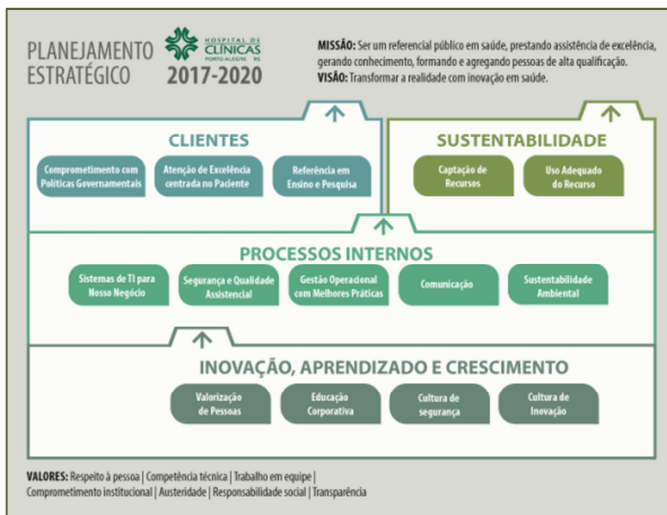 PLANEJAMENTO
ESTRATÉGICO
HOSPITAL DE
CLÍNICAS
PORTO ALEGRE RS
2017-2020
MISSÃO: Ser um referencial público em saúde, prestando assistência de excelência,
gerando conhecimento, formando e agregando pessoas de alta qualificação.
VISÃO: Transformar a realidade com inovação em saúde.
CLIENTES
Comprometimento com
Políticas Governamentais
Atenção de Excelência
centrada no Paciente
Referência em
Ensino e Pesquisa
SUSTENTABILIDADE
Captação de
Recursos
Uso Adequado
do Recurso
PROCESSOS INTERNOS
Sistemas de TI para
Nosso Negócio
Segurança e Qualidade
Assistencial
Gestão Operacional
com Melhores Práticas
Comunicação
Sustentabilidade
Ambiental
INOVAÇÃO, APRENDIZADO E CRESCIMENTO
Valorização
de Pessoas
Educação
Corporativa
Cultura de
segurança
Cultura de
Inovação
VALORES: Respeito à pessoa | Competência técnica | Trabalho em equipe |
Comprometimento institucional | Austeridade | Responsabilidade social | Transparência